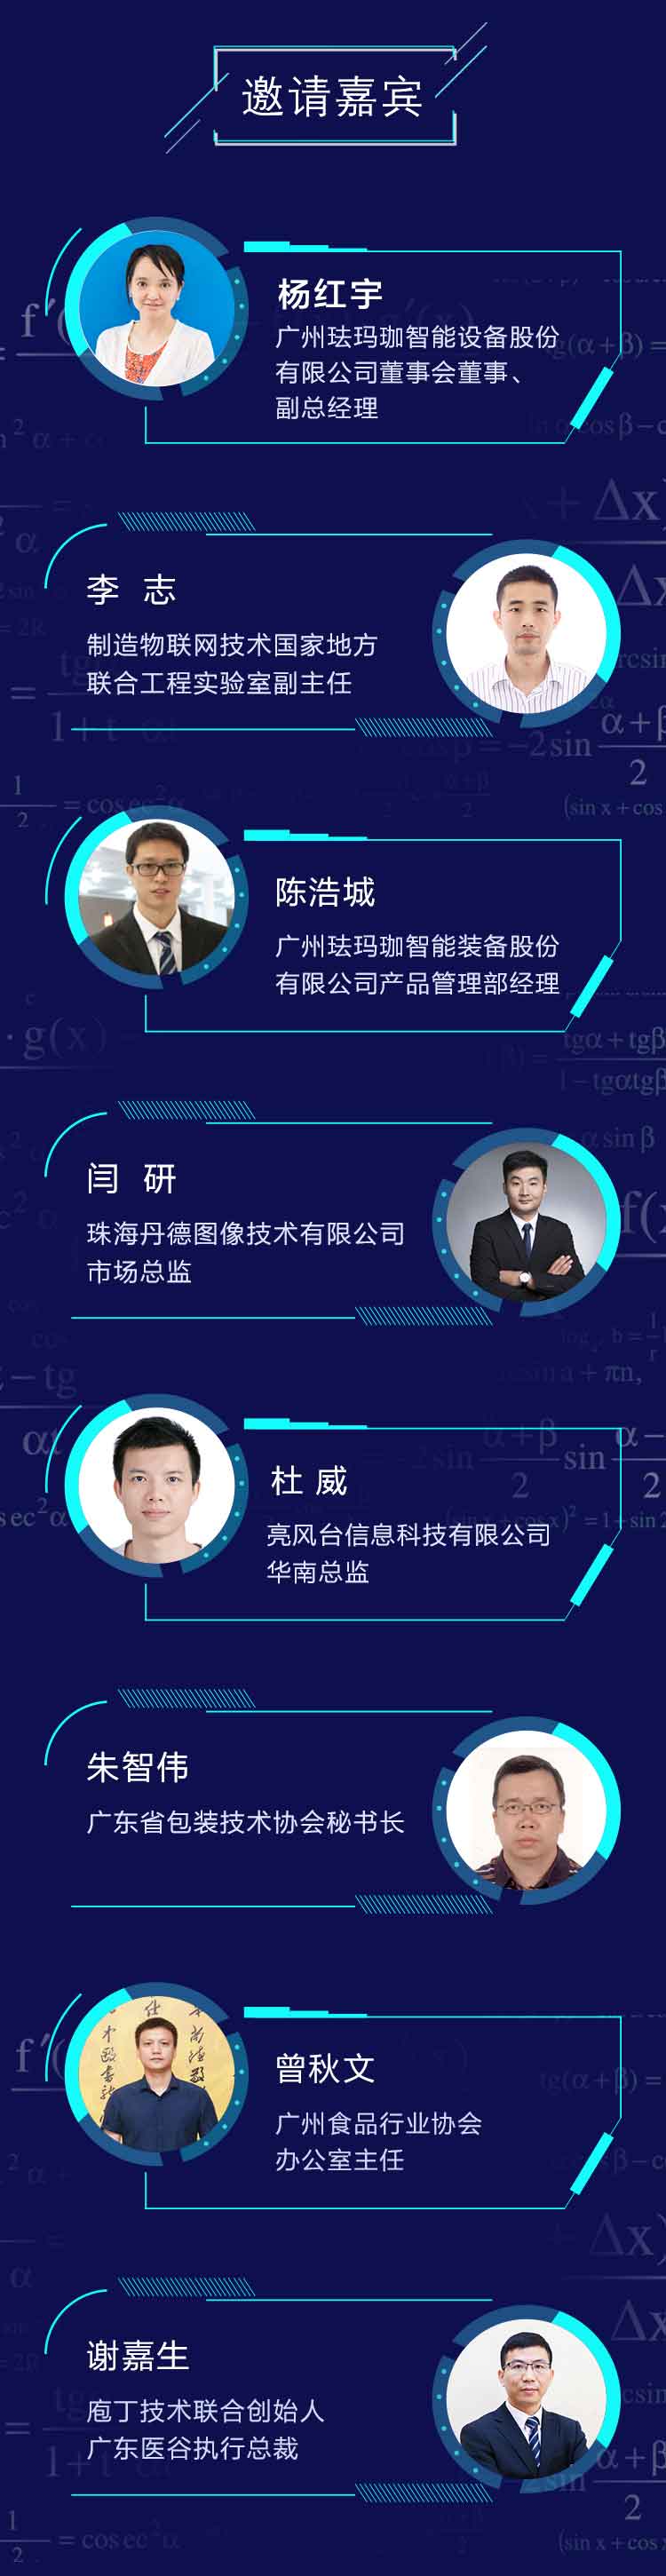 邀请嘉宾
杨红宇
广州珐玛珈智能设备股份
有限公司董事会董事、
副总经理
李 志
制造物联网技术国家地方
联合工程实验室副主任
陈浩城
广州珐玛珈智能装备股份
有限公司产品管理部经理
闫 研
珠海丹德图像技术有限公司
市场总监
杜 威
亮风台信息科技有限公司
华南总监
朱智伟
广东省包装技术协会秘书长
曾秋文
广州食品行业协会
办公室主任
谢嘉生
庖丁技术联合创始人
广东医谷执行总裁